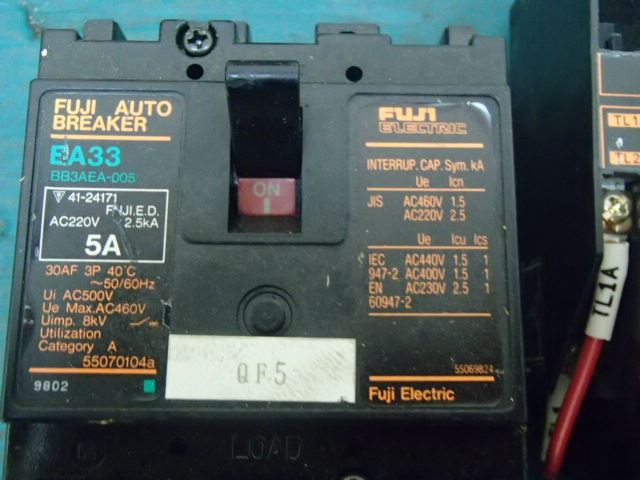 FUJI AUTO
BREAKER
EA33
BB3AEA-005
41-24171
FUJI.E.D.
AC220V 2.5kA
5A
30AF 3P 40°C
~50/60Hz
Ui AC500V
Ue Max.AC460V
Uimp. 8kV
Utilization
Category A
55070104a
9802
ON
QF5
LOAD
FUJI
ELECTRIC
INTERRUP. CAP. Sym. kA
Ue Icn
JIS AC460V 1.5
AC220V 2.5
Ue Icu Ics
IEC AC440V 1.5 1
947-2 AC400V 1.5 1
EN AC230V 2.5 1
60947-2
Fuji Electric
TL1
TL2
TL1A